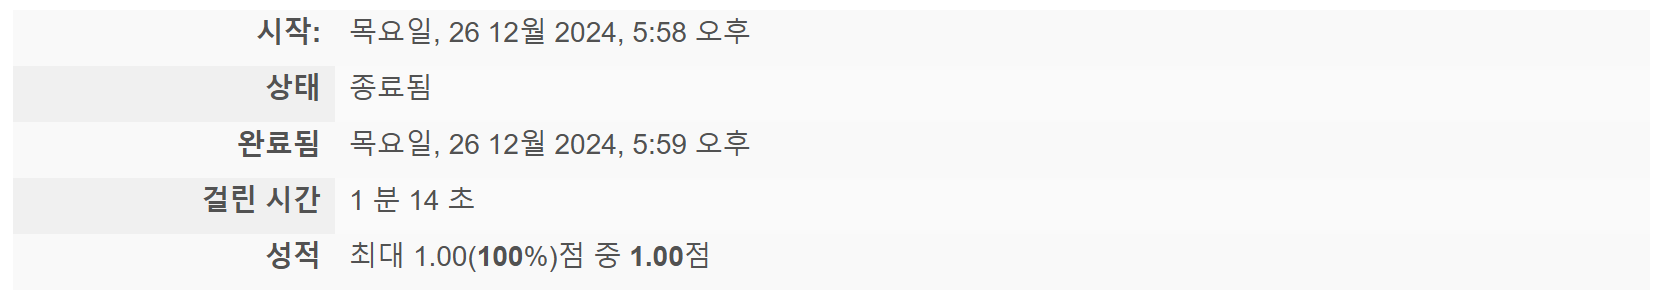 시작: 목요일, 26 12월 2024, 5:58 오후
상태 종료됨
완료됨 목요일, 26 12월 2024, 5:59 오후
걸린 시간 1 분 14 초
성적 최대 1.00(100%)점 중 1.00점